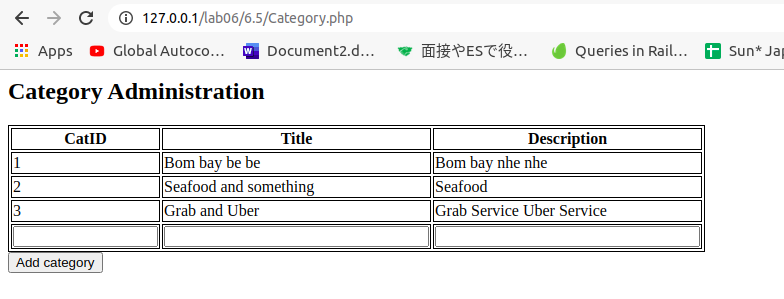 127.0.0.1/lab06/6.5/Category.php
Apps Global Autoco... Document2.d... 面接やESで役... Queries in Rail... Sun* Jap
Category Administration
CatID Title Description
1 Bom bay be be Bom bay nhe nhe
2 Seafood and something Seafood
3 Grab and Uber Grab Service Uber Service
Add category